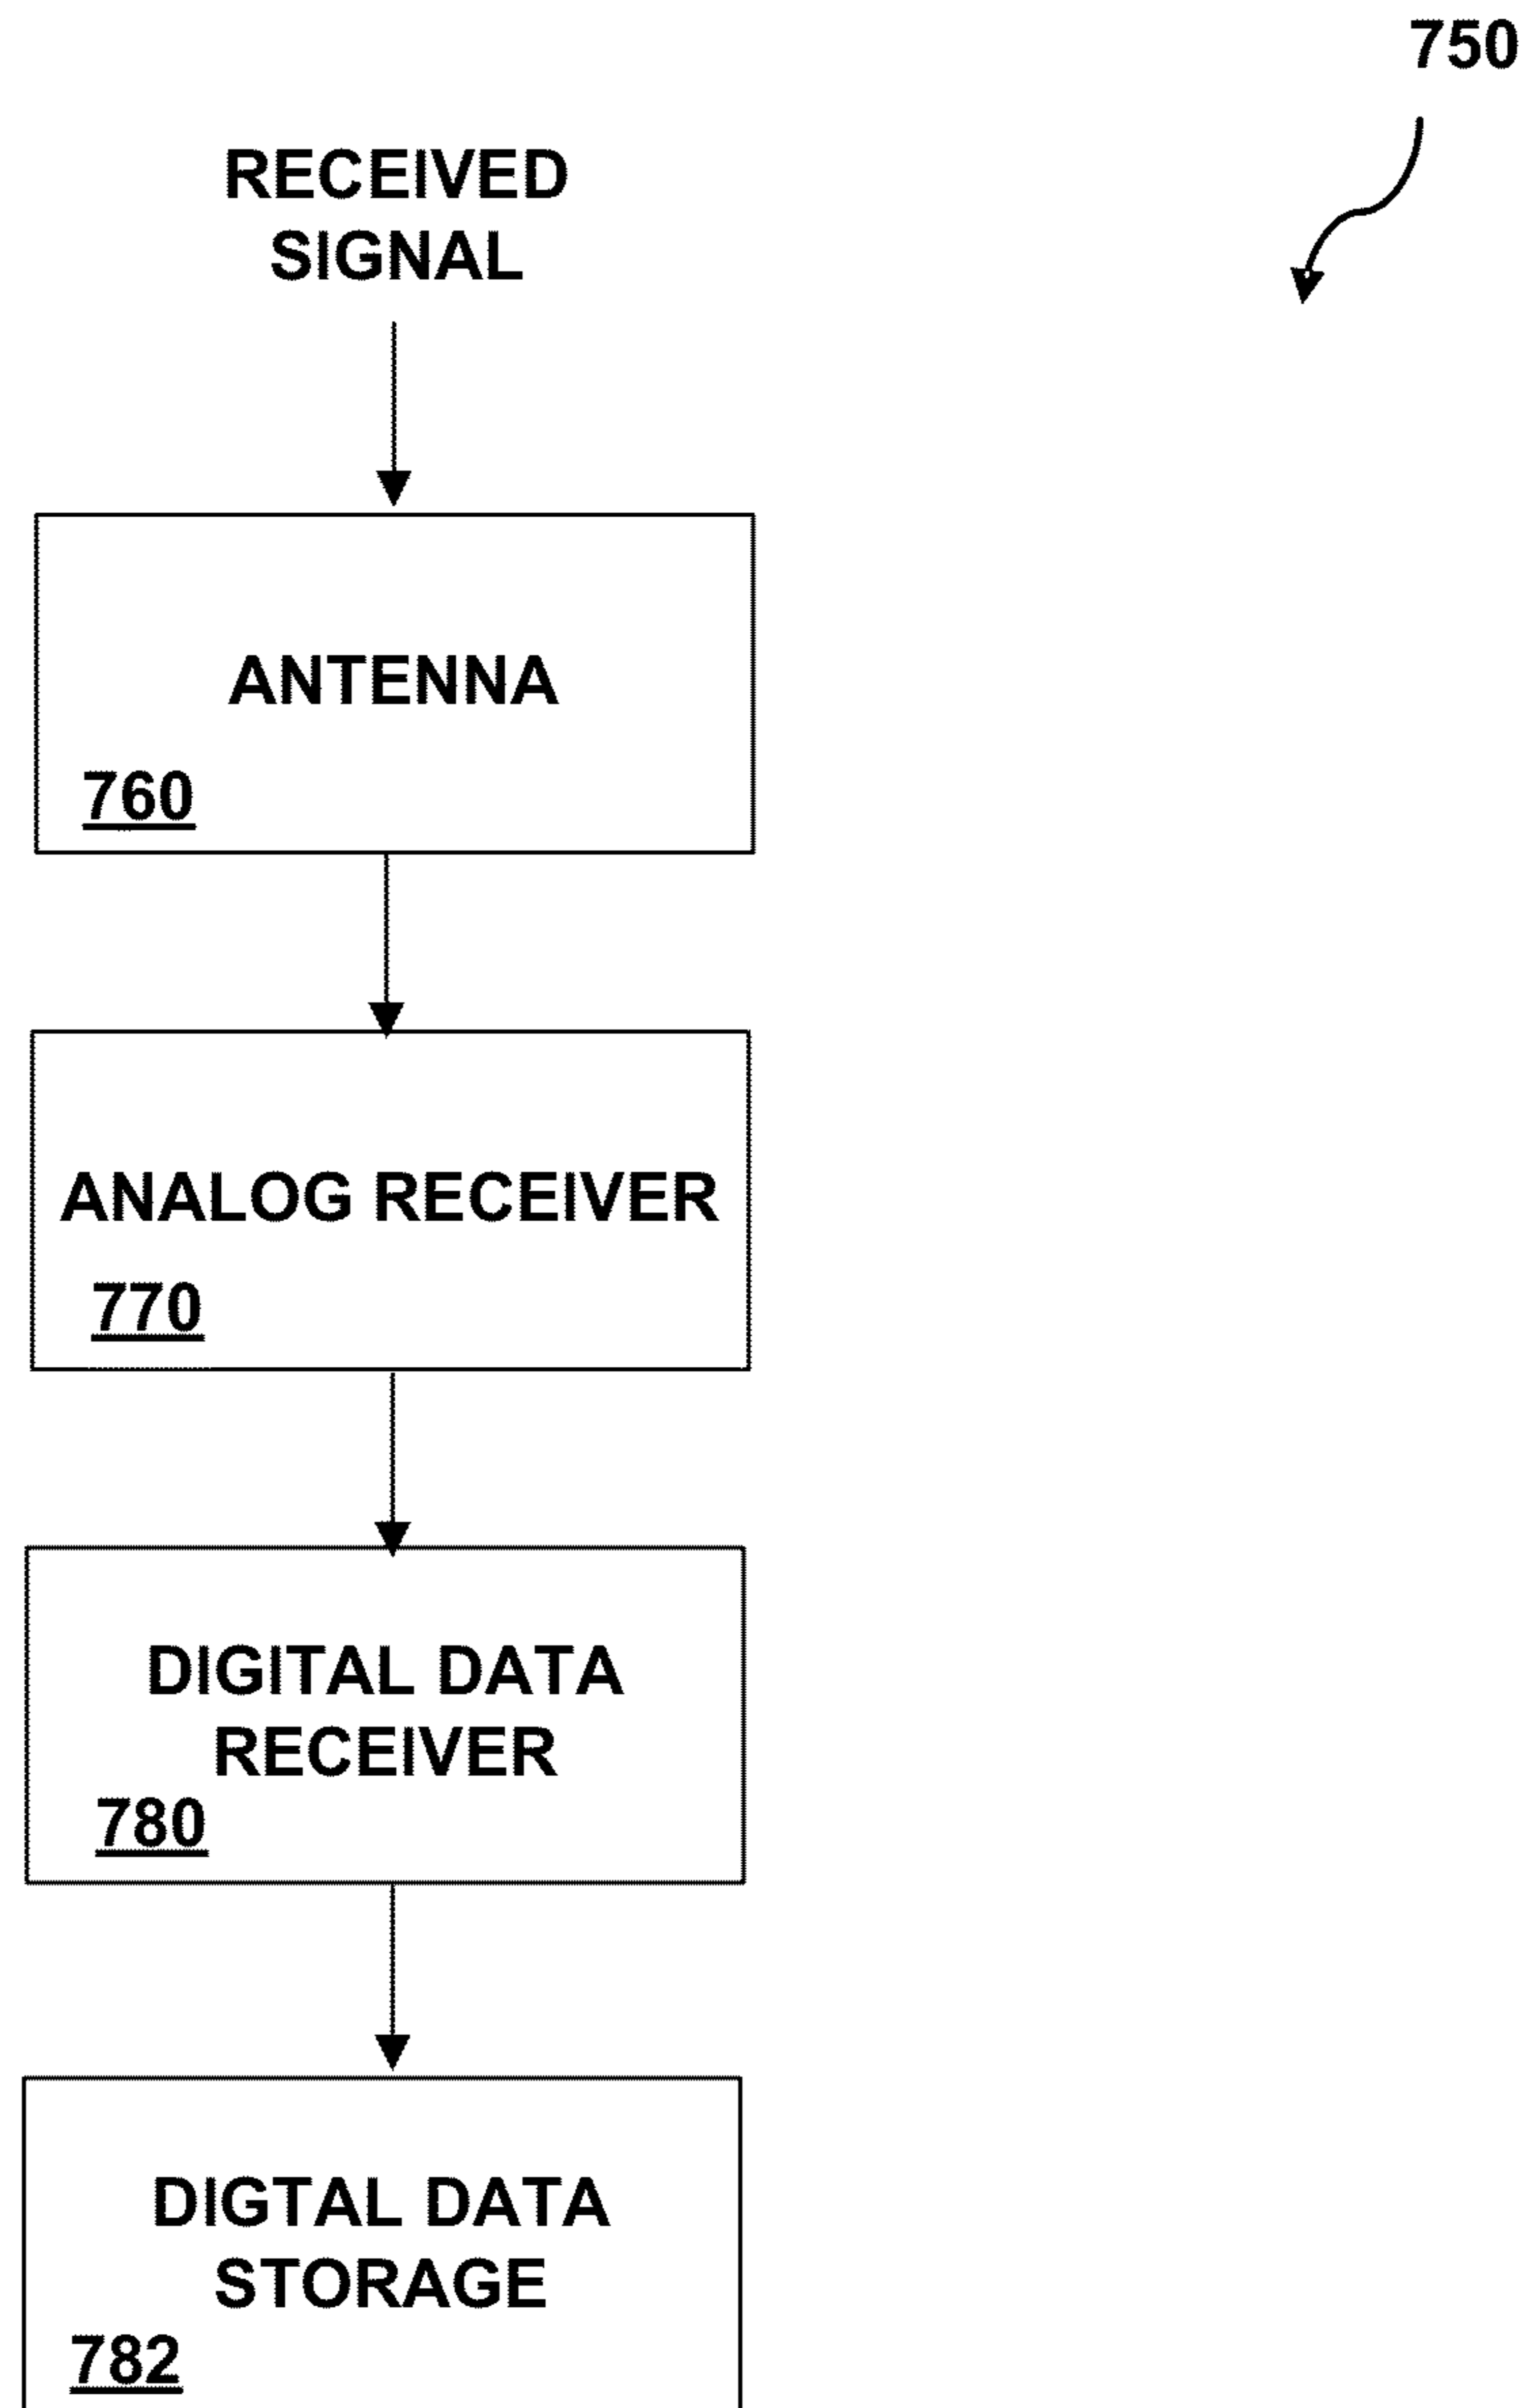 750
RECEIVED
SIGNAL
ANTENNA
760
ANALOG RECEIVER
770
DIGITAL DATA
RECEIVER
780
DIGTAL DATA
STORAGE
782